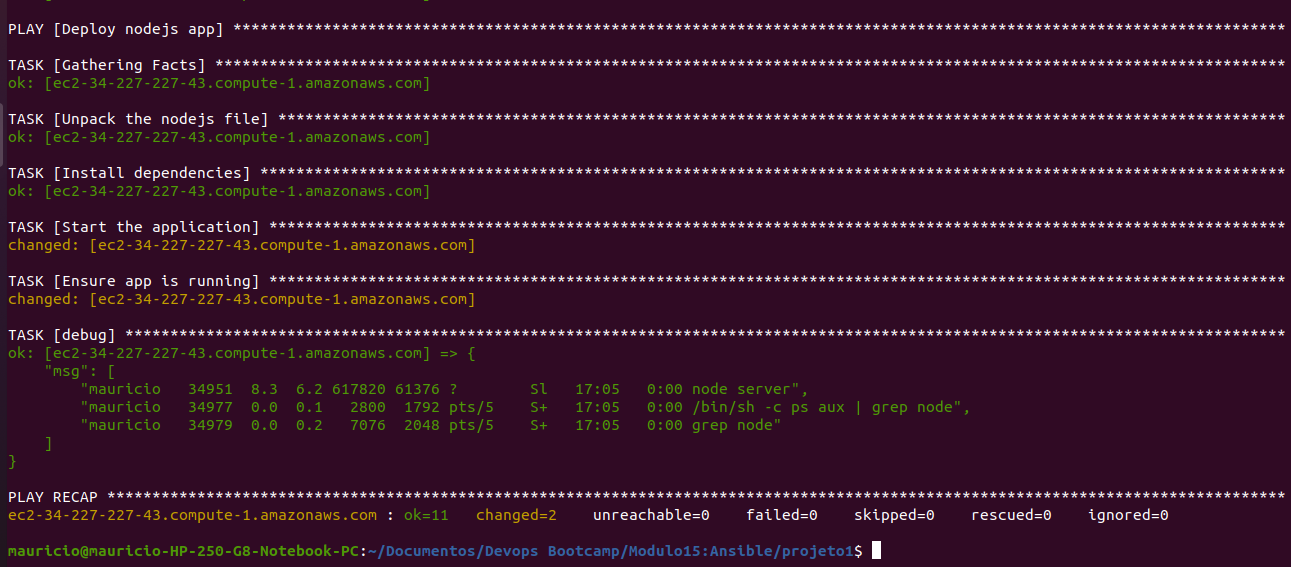 PLAY [Deploy nodejs app] *********************************************************************************************************************
TASK [Gathering Facts] ***********************************************************************************************************************
ok: [ec2-34-227-227-43.compute-1.amazonaws.com]
TASK [Unpack the nodejs file] ****************************************************************************************************************
ok: [ec2-34-227-227-43.compute-1.amazonaws.com]
TASK [Install dependencies] ******************************************************************************************************************
ok: [ec2-34-227-227-43.compute-1.amazonaws.com]
TASK [Start the application] *****************************************************************************************************************
changed: [ec2-34-227-227-43.compute-1.amazonaws.com]
TASK [Ensure app is running] *****************************************************************************************************************
changed: [ec2-34-227-227-43.compute-1.amazonaws.com]
TASK [debug] *********************************************************************************************************************************
ok: [ec2-34-227-227-43.compute-1.amazonaws.com] => {
    "msg": [
        "mauricio   34951  8.3  6.2 617820 61376 ?        Sl   17:05   0:00 node server",
        "mauricio   34977  0.0  0.1   2800  1792 pts/5    S+   17:05   0:00 /bin/sh -c ps aux | grep node",
        "mauricio   34979  0.0  0.2   7076  2048 pts/5    S+   17:05   0:00 grep node"
    ]
}
PLAY RECAP ***********************************************************************************************************************************
ec2-34-227-227-43.compute-1.amazonaws.com : ok=11   changed=2    unreachable=0    failed=0    skipped=0    rescued=0    ignored=0
mauricio@mauricio-HP-250-G8-Notebook-PC:~/Documentos/Devops Bootcamp/Modulo15:Ansible/projeto1$